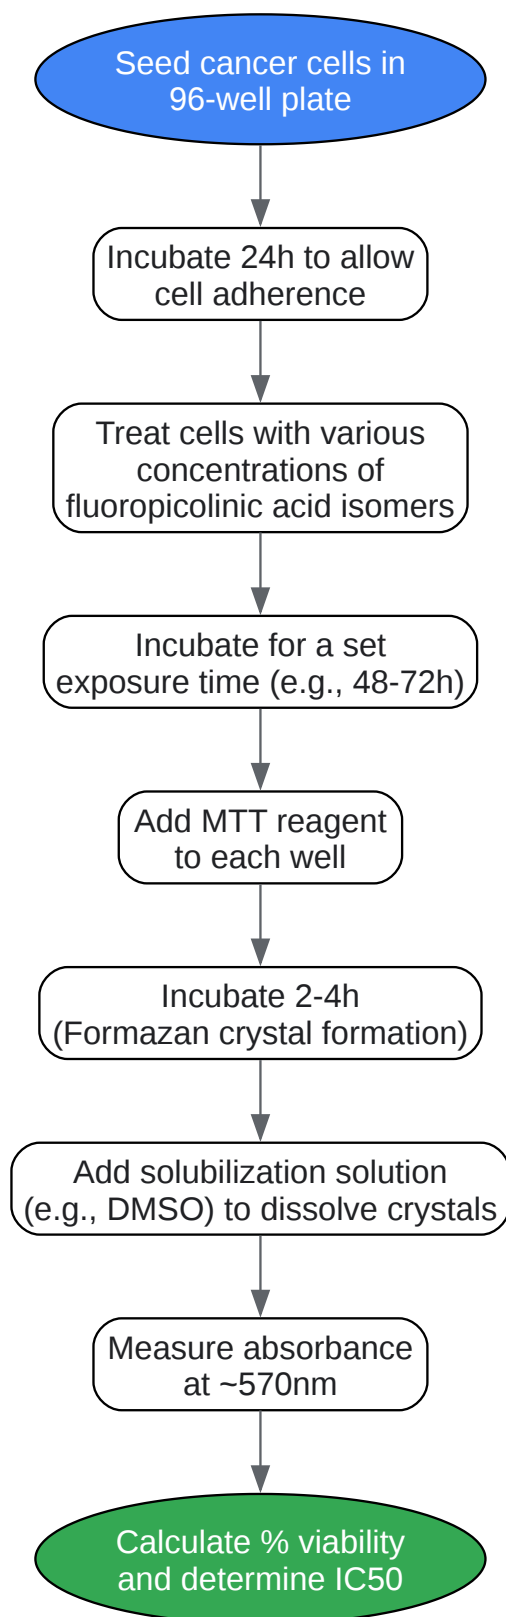 Seed cancer cells in
96-well plate
Incubate 24h to allow
cell adherence
Treat cells with various
concentrations of
fluoropicolinic acid isomers
Incubate for a set
exposure time (e.g., 48-72h)
Add MTT reagent
to each well
Incubate 2-4h
(Formazan crystal formation)
Add solubilization solution
(e.g., DMSO) to dissolve crystals
Measure absorbance
at ~570nm
Calculate % viability
and determine IC50